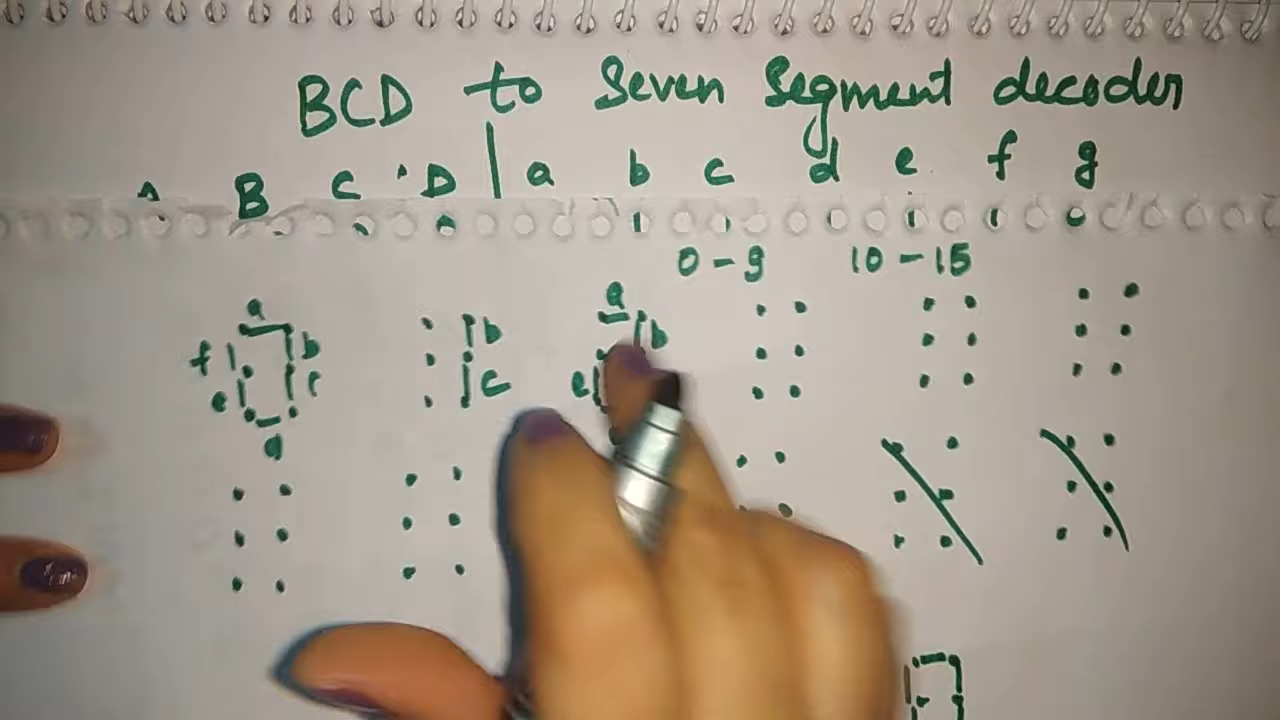 BCD to Seven Segment decoder
A B C D | a b c d e f g
0-9 10-15
a a
f b b b
e c c e
d